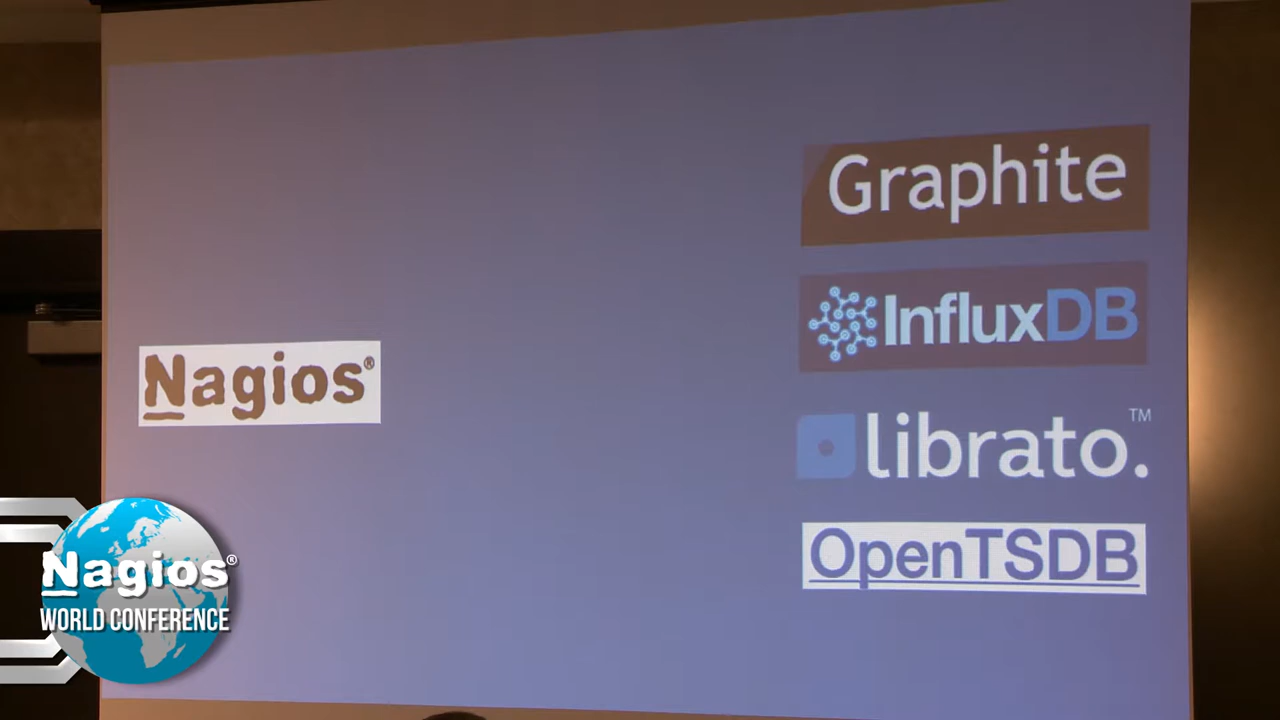 Graphite
InfluxDB
Nagios®
librato.™
OpenTSDB
Nagios®
WORLD CONFERENCE